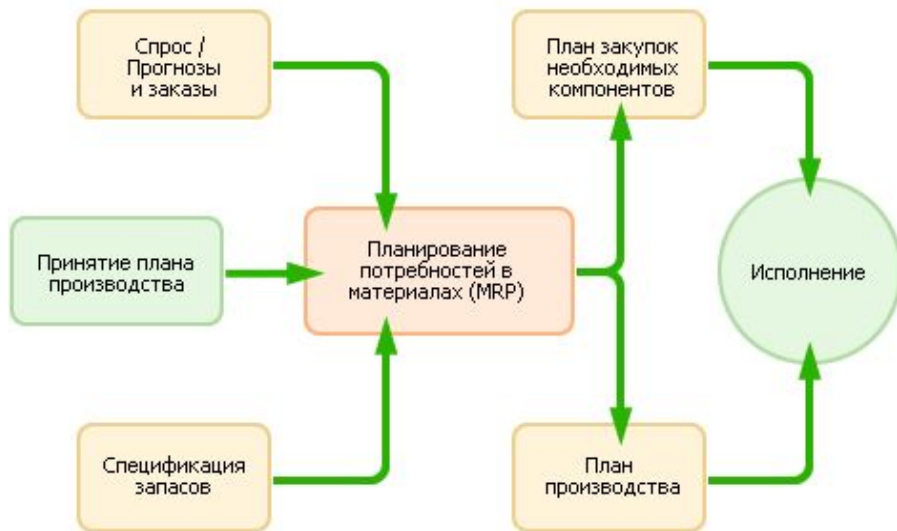 Спрос /
Прогнозы
и заказы
План закупок
необходимых
компонентов
Принятие плана
производства
Планирование
потребностей в
материалах (MRP)
Исполнение
Спецификация
запасов
План
производства